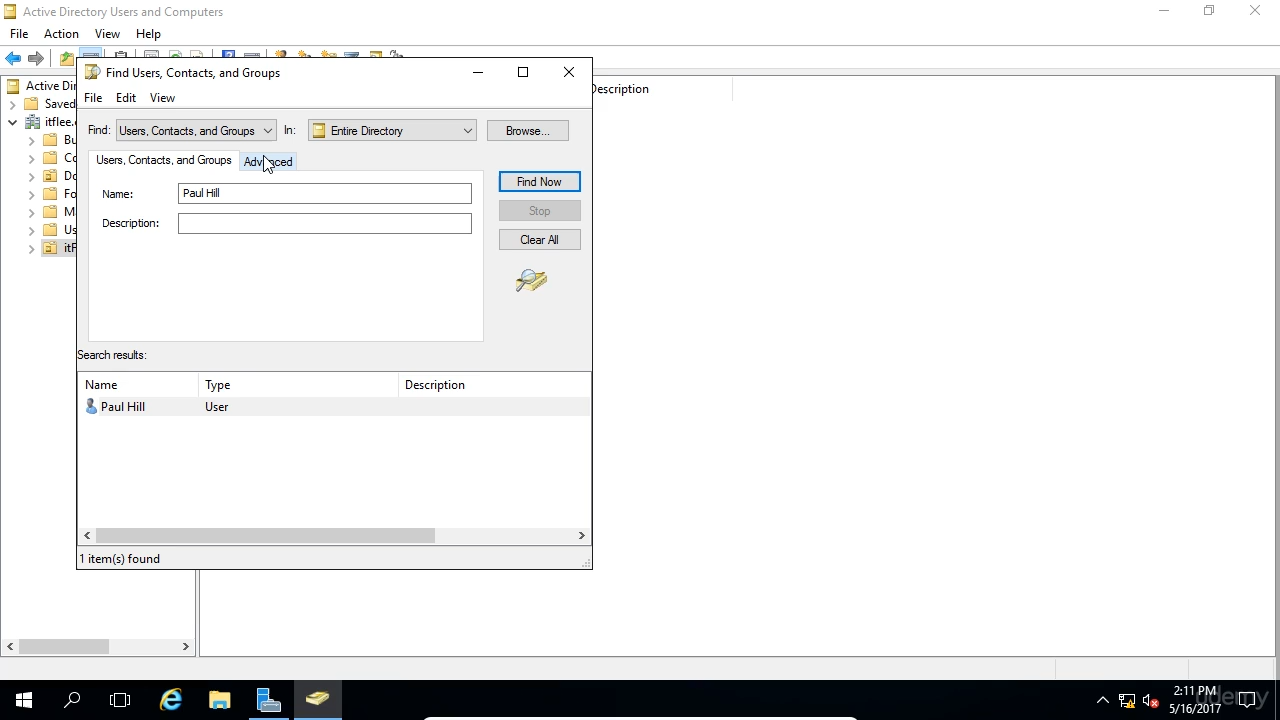 Active Directory Users and Computers
File Action View Help
Find Users, Contacts, and Groups
File Edit View
Find: Users, Contacts, and Groups In: Entire Directory Browse...
Users, Contacts, and Groups Advanced
Name: Paul Hill
Description:
Find Now
Stop
Clear All
Search results:
Name Type Description
Paul Hill User
1 item(s) found
Active Dir
Saved
itflee.c
Bu
Co
Do
Fo
Ma
Us
itF
Description
2:11 PM
5/16/2017
udemy